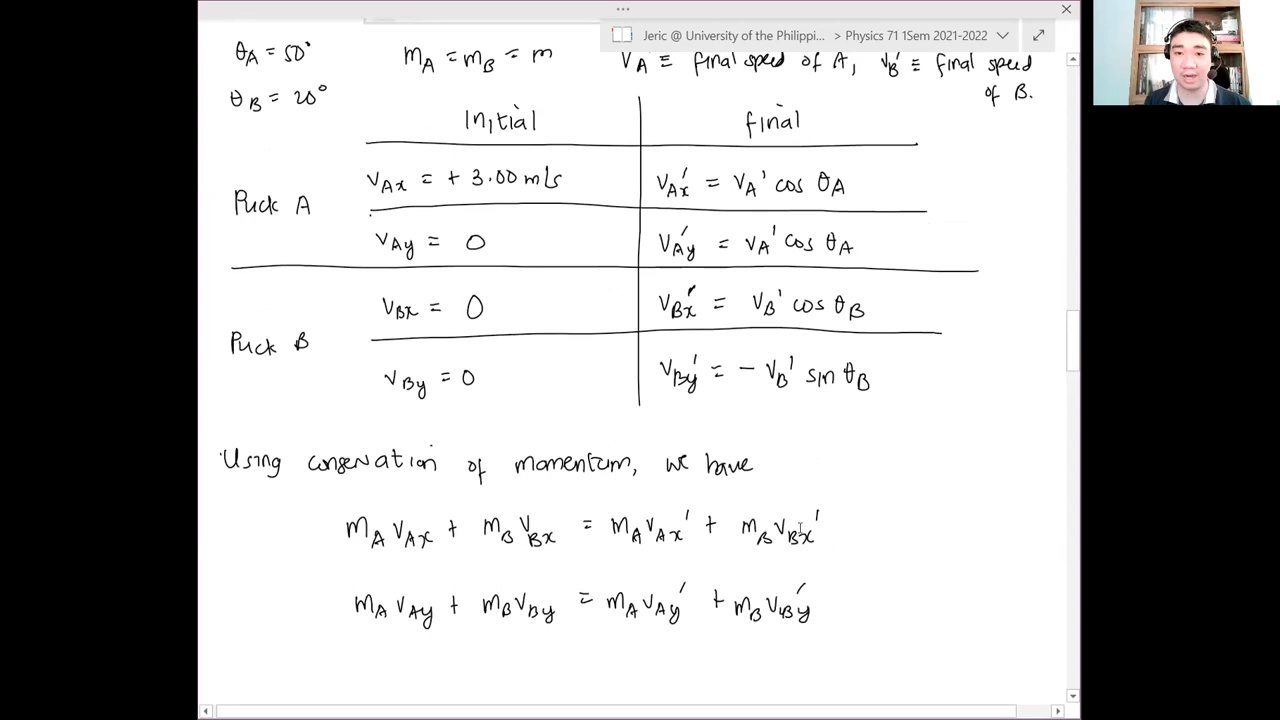 Jeric @ University of the Philippi... > Physics 71 1Sem 2021-2022
θA = 50° mA = mB = m VA' ≡ final speed of A, vB' ≡ final speed
θB = 20° of B.
Initial final
Puck A
vAx = + 3.00 m/s vAx' = vA' cos θA
vAy = 0 vAy' = vA' cos θA
Puck B
vBx = 0 vBx' = vB' cos θB
vBy = 0 vBy' = − vB' sin θB
Using conservation of momentum, we have
mA vAx + mB vBx = mA vAx' + mB vBx'
mA vAy + mB vBy = mA vAy' + mB vBy'